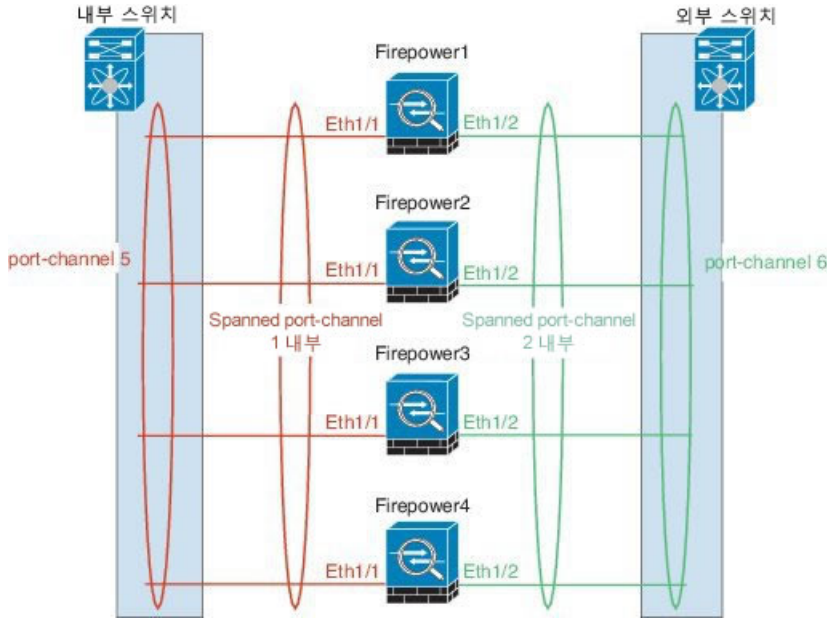 내부 스위치
외부 스위치
Firepower1
Eth1/1
Eth1/2
Firepower2
port-channel 5
Eth1/1
Eth1/2
port-channel 6
Spanned port-channel
1 내부
Spanned port-channel
2 내부
Firepower3
Eth1/1
Eth1/2
Firepower4
Eth1/1
Eth1/2